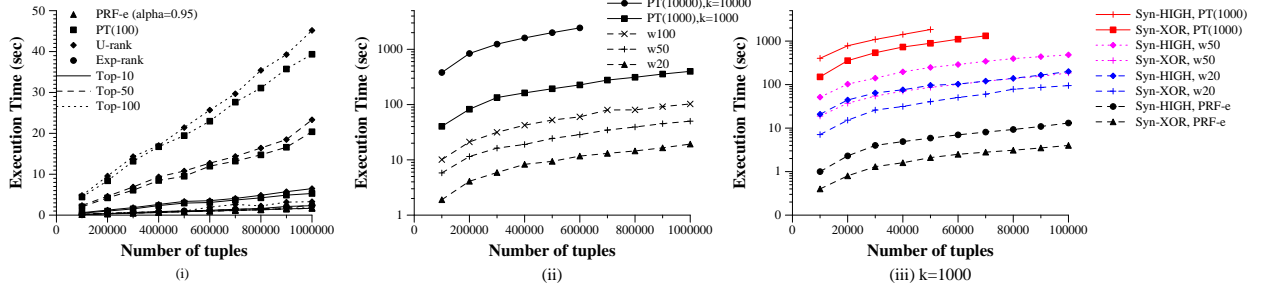 Execution Time (sec)
50
40
30
20
10
0
PRF-e (alpha=0.95)
PT(100)
U-rank
Exp-rank
Top-10
Top-50
Top-100
0
200000
400000
600000
800000
1000000
Number of tuples
(i)
Execution Time (sec)
1000
100
10
1
PT(10000),k=10000
PT(1000),k=1000
w100
w50
w20
0
200000
400000
600000
800000
1000000
Number of tuples
(ii)
Execution Time (sec)
1000
100
10
1
0
0
20000
40000
60000
80000
100000
Number of tuples
(iii) k=1000
Syn-HIGH, PT(1000)
Syn-XOR, PT(1000)
Syn-HIGH, w50
Syn-XOR, w50
Syn-HIGH, w20
Syn-XOR, w20
Syn-HIGH, PRF-e
Syn-XOR, PRF-e